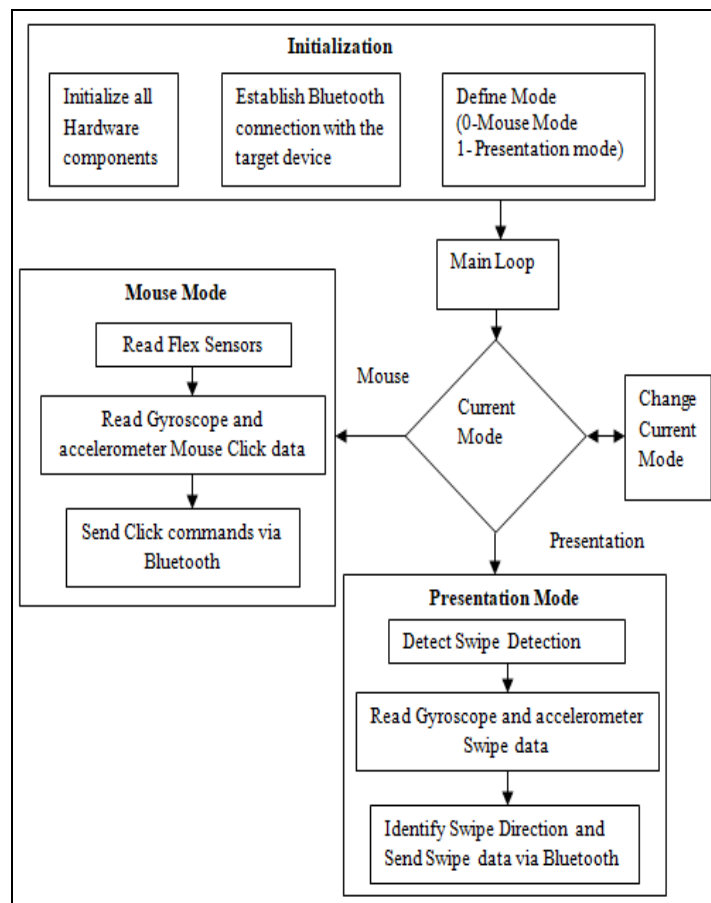 Initialization
Initialize all
Hardware
components
Establish Bluetooth
connection with the
target device
Define Mode
(0-Mouse Mode
1- Presentation mode)
Main Loop
Mouse Mode
Read Flex Sensors
Read Gyroscope and
accelerometer Mouse Click data
Send Click commands via
Bluetooth
Mouse
Current
Mode
Change
Current
Mode
Presentation
Presentation Mode
Detect Swipe Detection
Read Gyroscope and accelerometer
Swipe data
Identify Swipe Direction and
Send Swipe data via Bluetooth